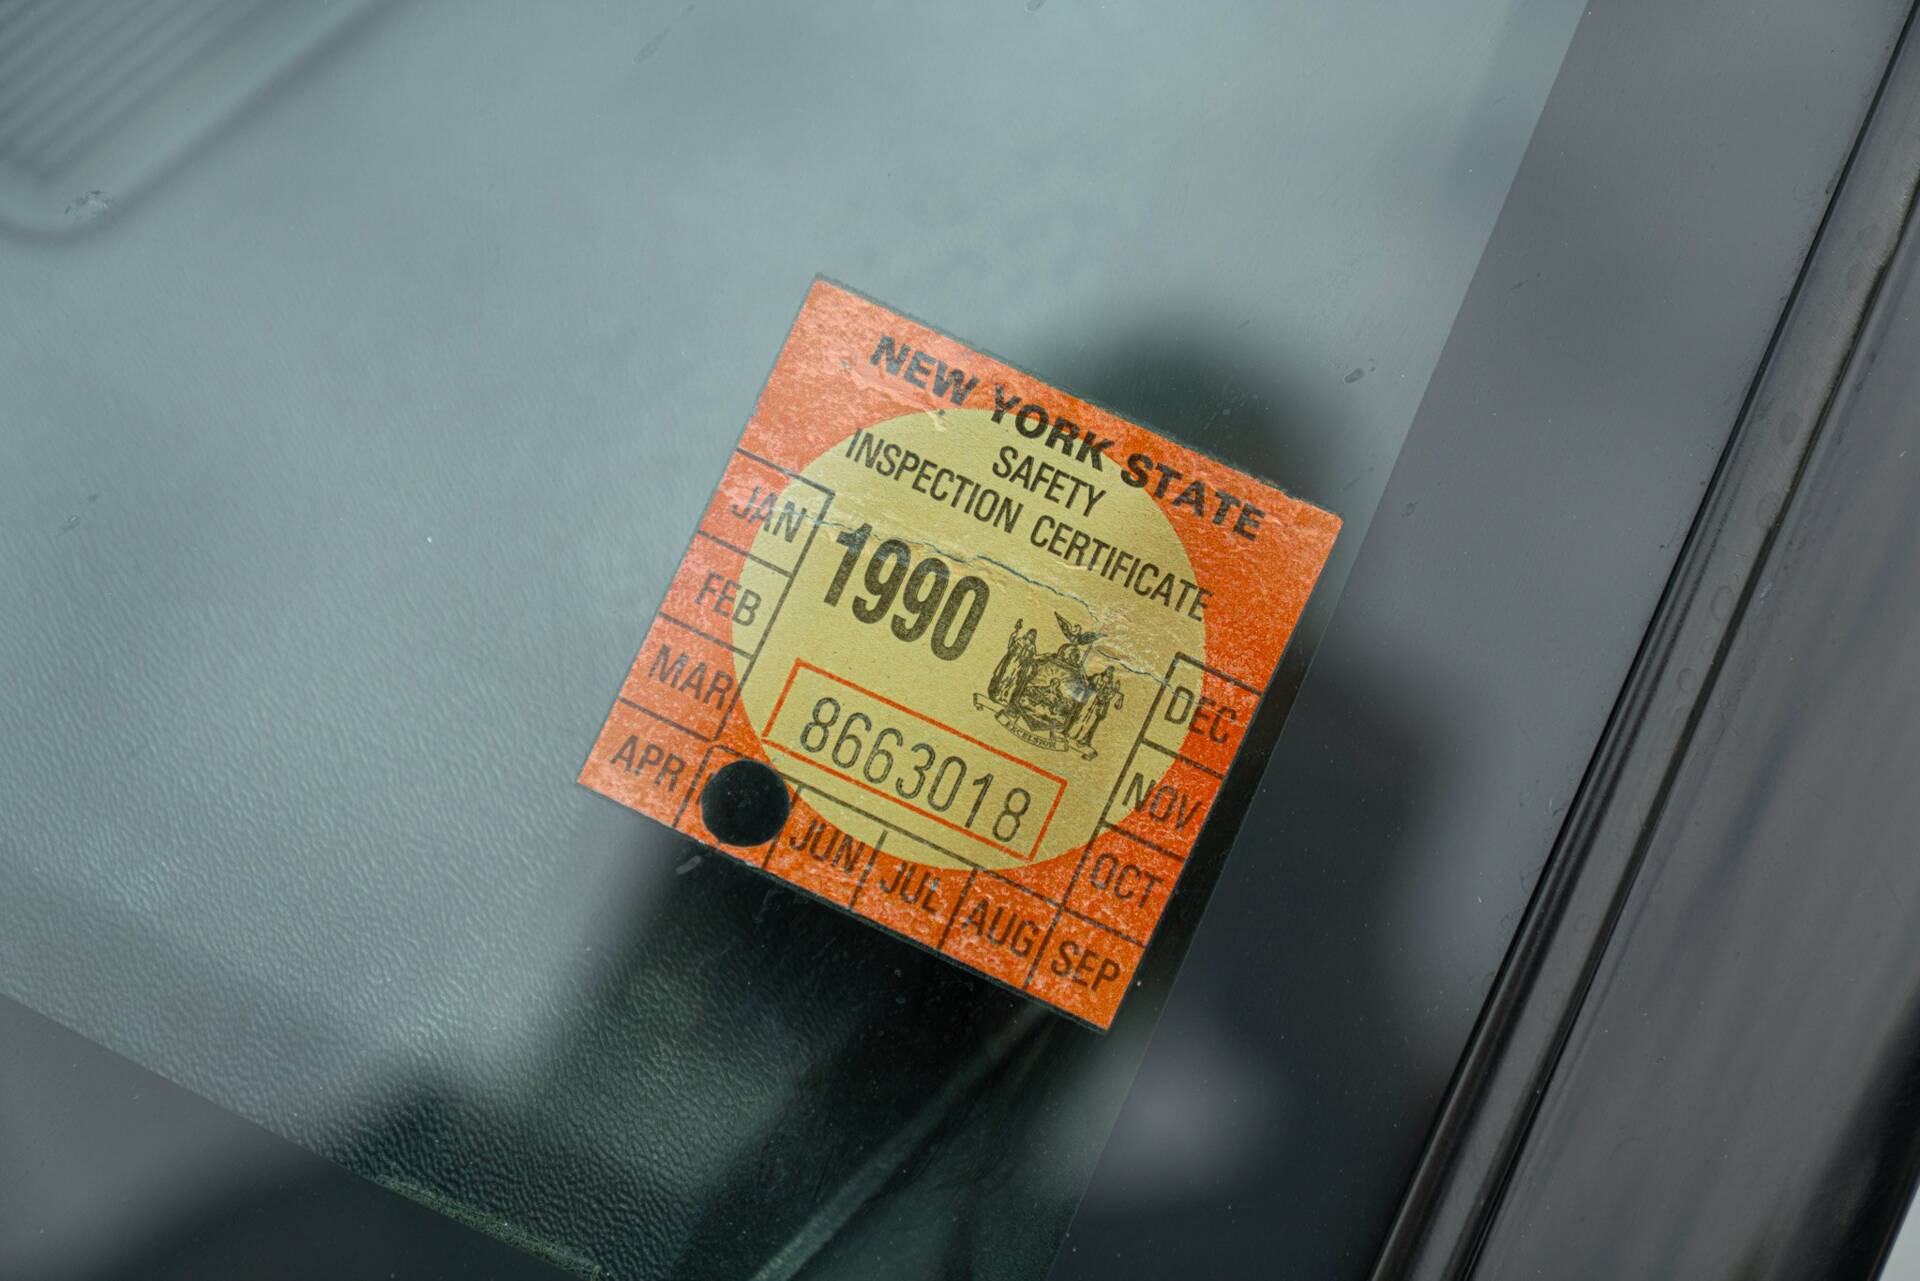 NEW YORK STATE
SAFETY
INSPECTION CERTIFICATE
1990
EXCELSIOR
8663018
JAN
FEB
MAR
APR
JUN
JUL
AUG
SEP
OCT
NOV
DEC